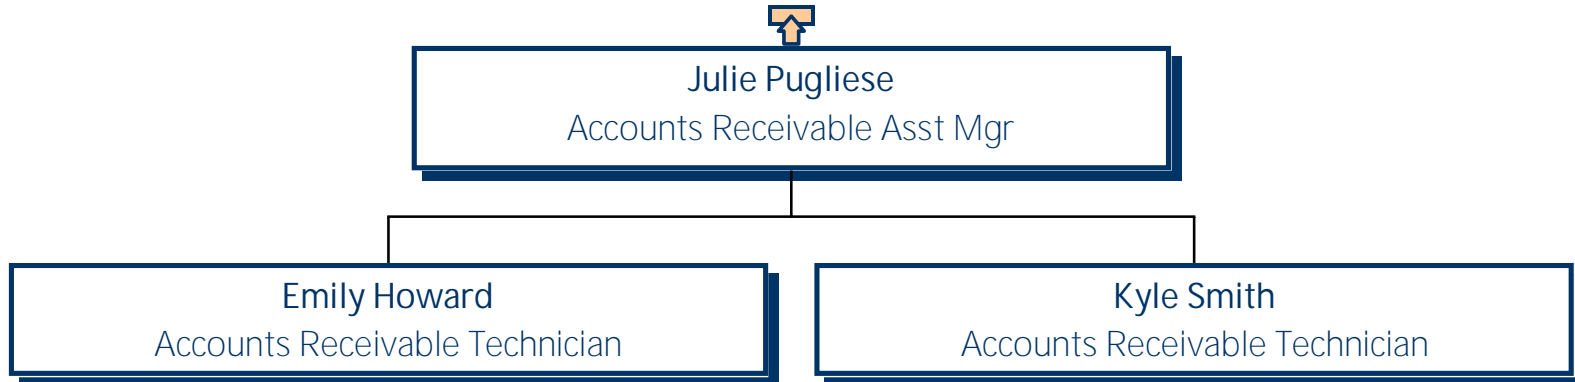 Julie Pugliese
Accounts Receivable Asst Mgr
Emily Howard
Accounts Receivable Technician
Kyle Smith
Accounts Receivable Technician